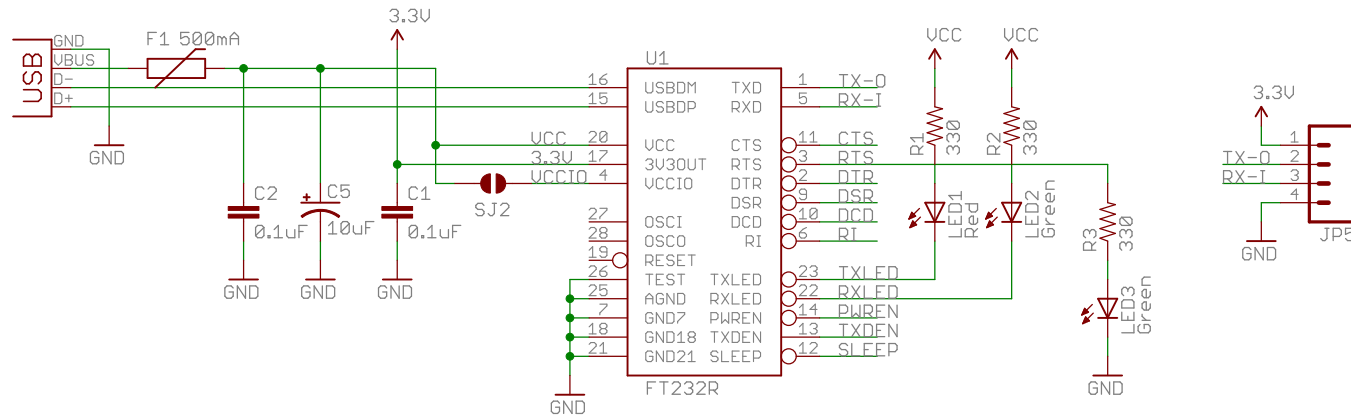 USB
GND
VBUS
D-
D+
F1 500mA
GND
3.3V
C2
0.1uF
GND
+
C5
10uF
GND
C1
0.1uF
GND
VCC
3.3V
VCCIO
SJ2
U1
16 USBDM
15 USBDP
20 VCC
17 3V3OUT
4 VCCIO
27 OSCI
28 OSCO
19 RESET
26 TEST
25 AGND
7 GND7
18 GND18
21 GND21
GND
TXD 1 TX-O
RXD 5 RX-I
CTS 11 CTS
RTS 3 RTS
DTR 2 DTR
DSR 9 DSR
DCD 10 DCD
RI 6 RI
TXLED 23 TXLED
RXLED 22 RXLED
PWREN 14 PWREN
TXDEN 13 TXDEN
SLEEP 12 SLEEP
FT232R
VCC
R1
330
LED1
Red
VCC
R2
330
LED2
Green
R3
330
LED3
Green
GND
3.3V
1
TX-O 2
RX-I 3
4
GND
JP5